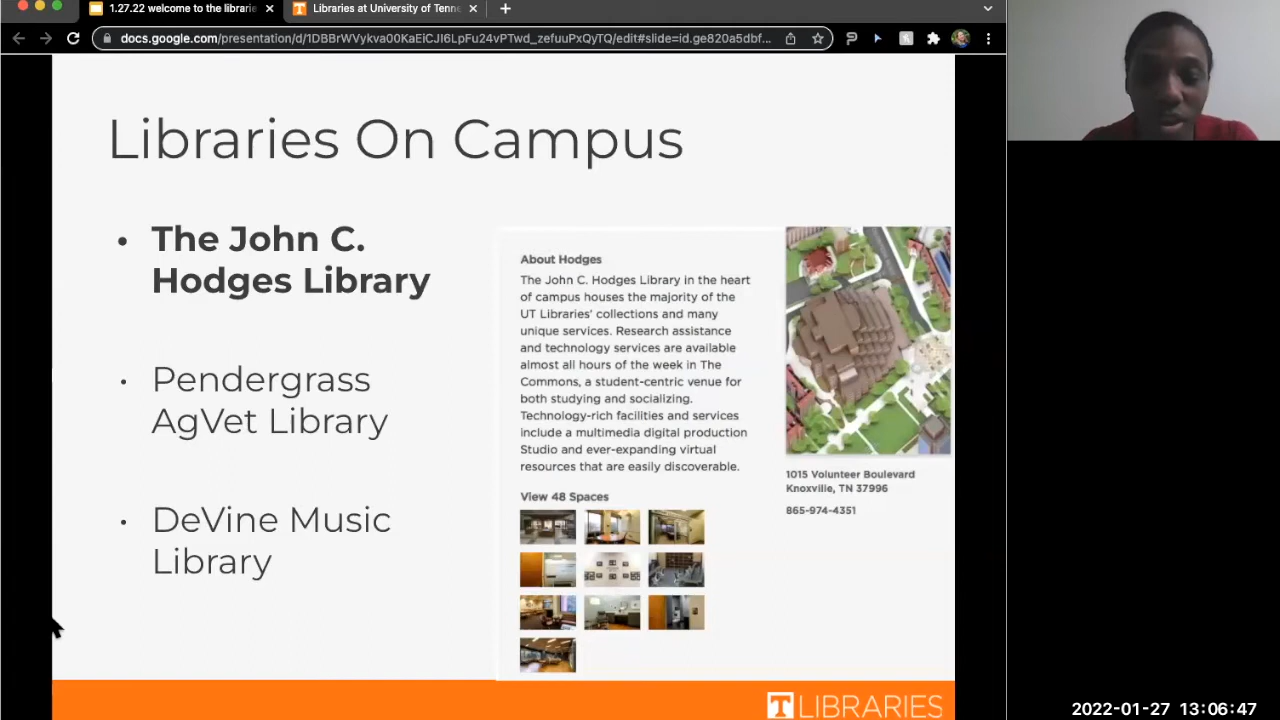 1.27.22 welcome to the librarie
Libraries at University of Tenne
docs.google.com/presentation/d/1DBBrWVykva00KaEiCJI6LpFu24vPTwd_zefuuPxQyTQ/edit#slide=id.ge820a5dbf...
Libraries On Campus
• The John C.
Hodges Library
• Pendergrass
AgVet Library
• DeVine Music
Library
About Hodges
The John C. Hodges Library in the heart
of campus houses the majority of the
UT Libraries' collections and many
unique services. Research assistance
and technology services are available
almost all hours of the week in The
Commons, a student-centric venue for
both studying and socializing.
Technology-rich facilities and services
include a multimedia digital production
Studio and ever-expanding virtual
resources that are easily discoverable.
View 48 Spaces
1015 Volunteer Boulevard
Knoxville, TN 37996
865-974-4351
T LIBRARIES
2022-01-27 13:06:47